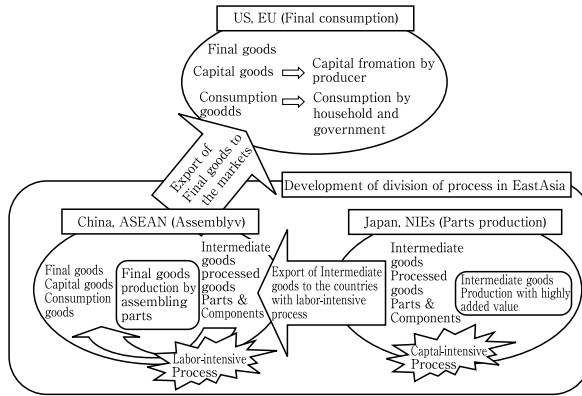 US, EU (Final consumption)
Final goods
Capital goods
Capital fromation by
producer
Consumption
goodds
Consumption by
household and
government
Export of
Final goods to
the markets
Development of division of process in EastAsia
China, ASEAN (Assemblyv)
Final goods
Capital goods
Consumption
goods
Final goods
production by
assembling
parts
Intermediate
goods
processed
goods
Parts &
Components
Labor-intensive
Process
Export of Intermediate
goods to the countries
with labor-intensive
process
Japan, NIEs (Parts production)
Intermediate
goods
Processed
goods
Parts &
Components
Intermediate goods
Production with highly
added value
Captal-intensive
Process